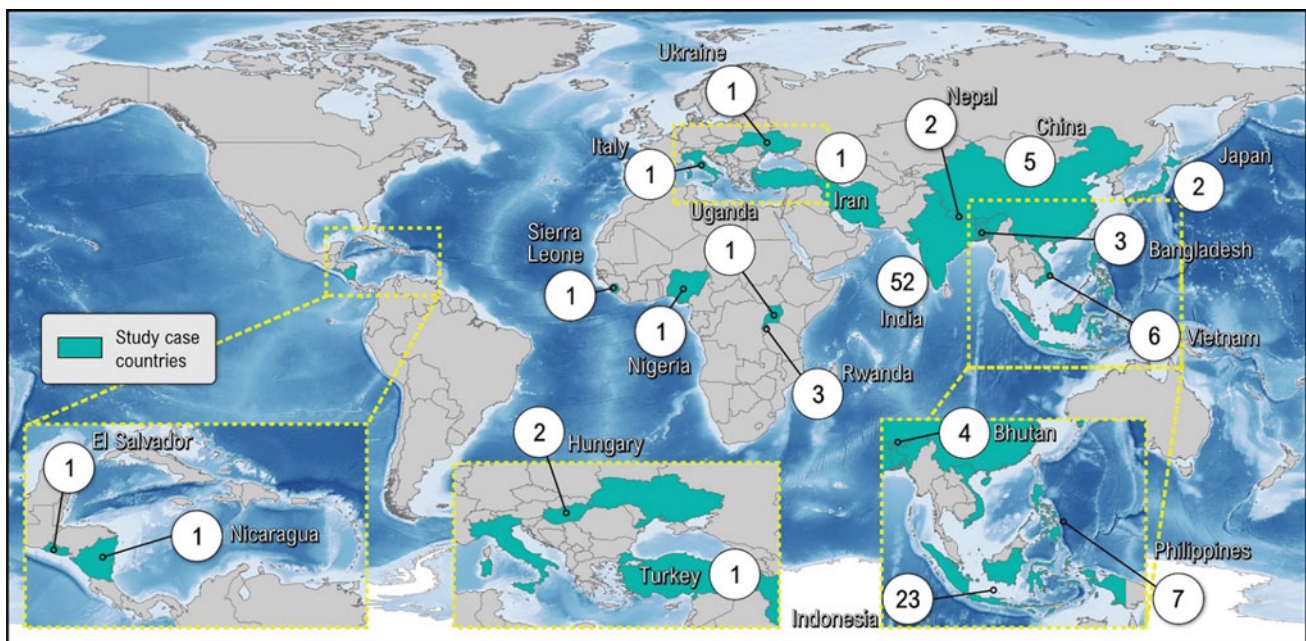 Ukraine
1
Nepal
2
China
5
Italy
1
1
Iran
Japan
2
Uganda
1
Sierra
Leone
1
3
Bangladesh
52
India
1
Nigeria
6
Vietnam
Study case
countries
3
Rwanda
El Salvador
1
1
Nicaragua
2
Hungary
Turkey
1
4
Bhutan
Philippines
7
23
Indonesia